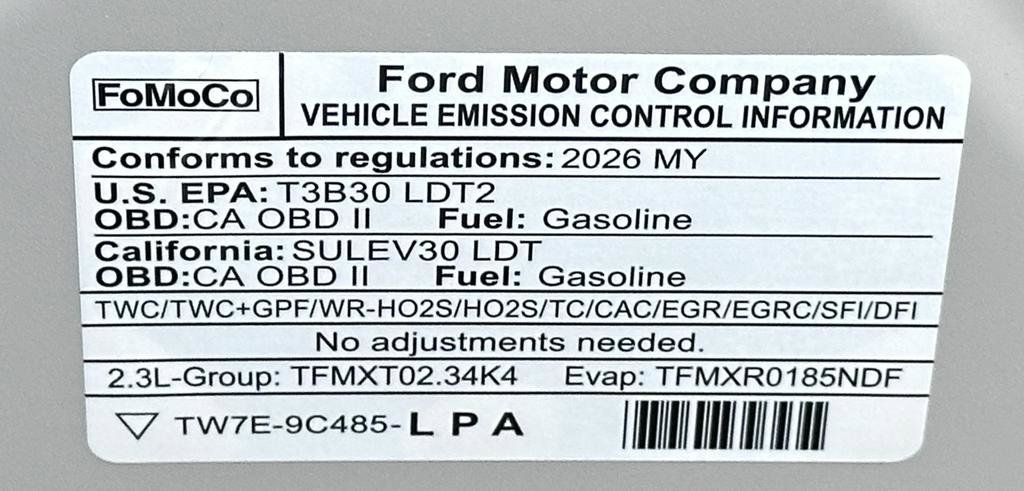 FoMoCo
Ford Motor Company
VEHICLE EMISSION CONTROL INFORMATION
Conforms to regulations: 2026 MY
U.S. EPA: T3B30 LDT2
OBD:CA OBD II Fuel: Gasoline
California: SULEV30 LDT
OBD:CA OBD II Fuel: Gasoline
TWC/TWC+GPF/WR-HO2S/HO2S/TC/CAC/EGR/EGRC/SFI/DFI
No adjustments needed.
2.3L-Group: TFMXT02.34K4 Evap: TFMXR0185NDF
TW7E-9C485-L P A